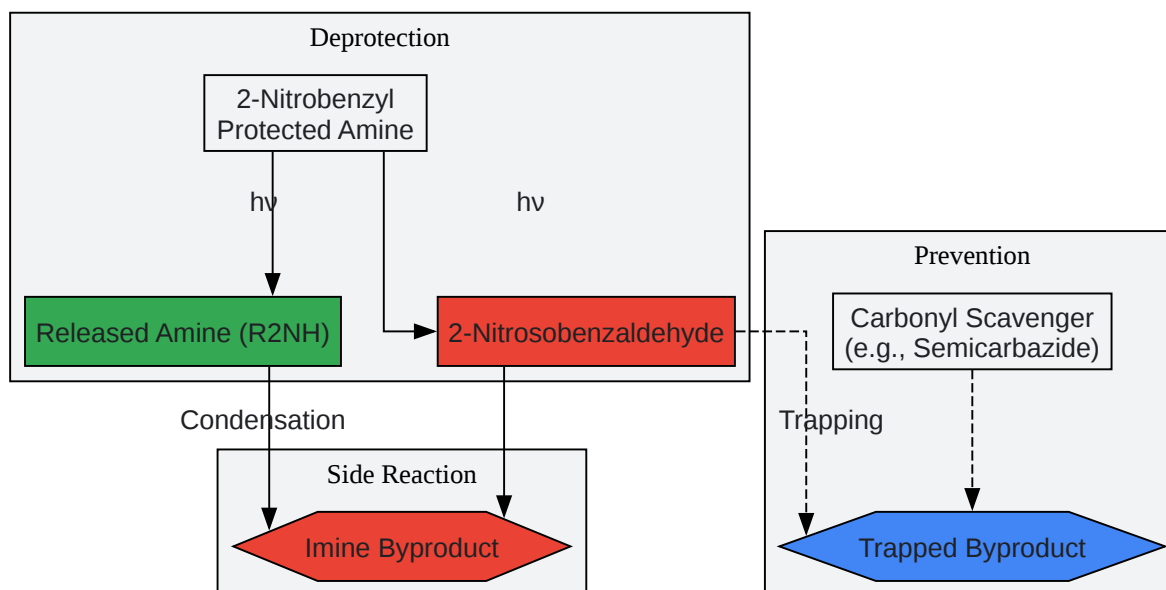 Deprotection
2-Nitrobenzyl
Protected Amine
hν
hν
Prevention
Released Amine (R2NH)
2-Nitrosobenzaldehyde
Carbonyl Scavenger
(e.g., Semicarbazide)
Condensation
Trapping
Side Reaction
Imine Byproduct
Trapped Byproduct